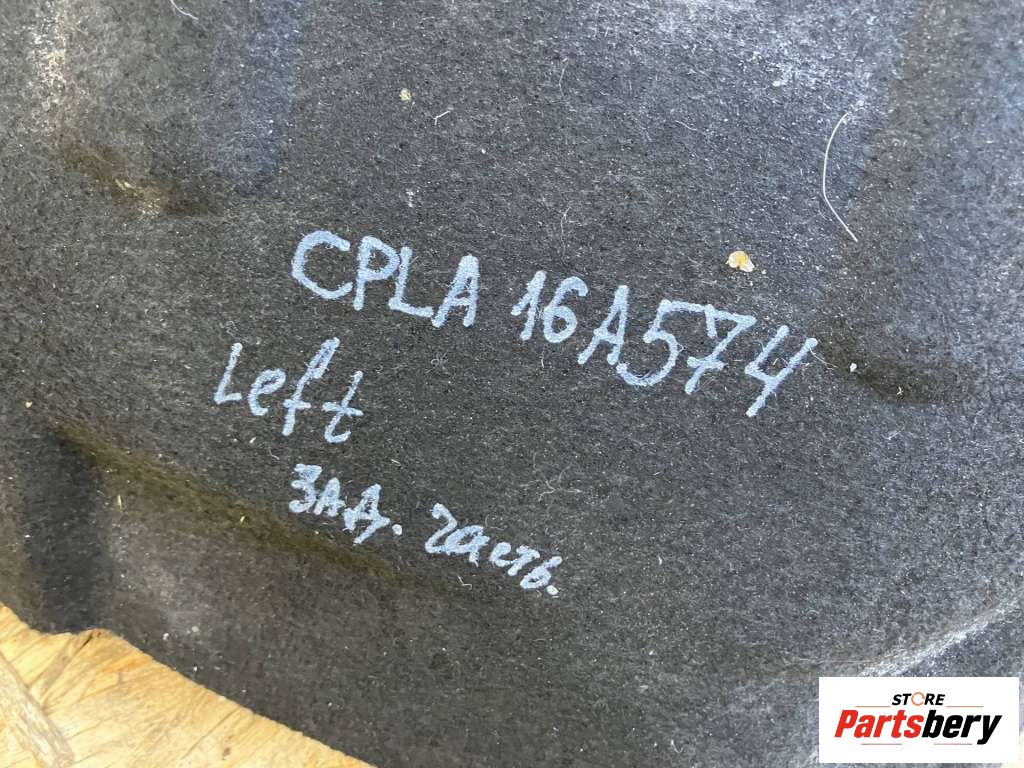 CPLA 16A574
Left
зад. часть.
STORE
Partsbery